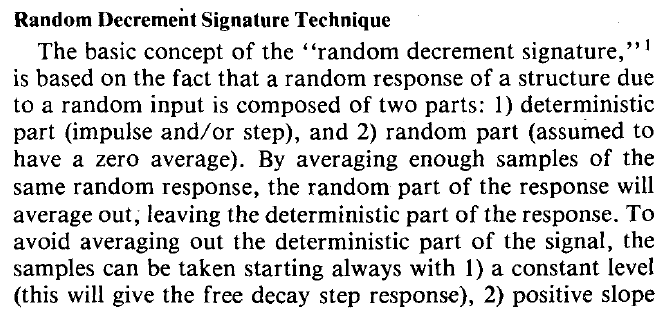 Random Decrement Signature Technique
The basic concept of the “random decrement signature,”1
is based on the fact that a random response of a structure due
to a random input is composed of two parts: 1) deterministic
part (impulse and/or step), and 2) random part (assumed to
have a zero average). By averaging enough samples of the
same random response, the random part of the response will
average out, leaving the deterministic part of the response. To
avoid averaging out the deterministic part of the signal, the
samples can be taken starting always with 1) a constant level
(this will give the free decay step response), 2) positive slope